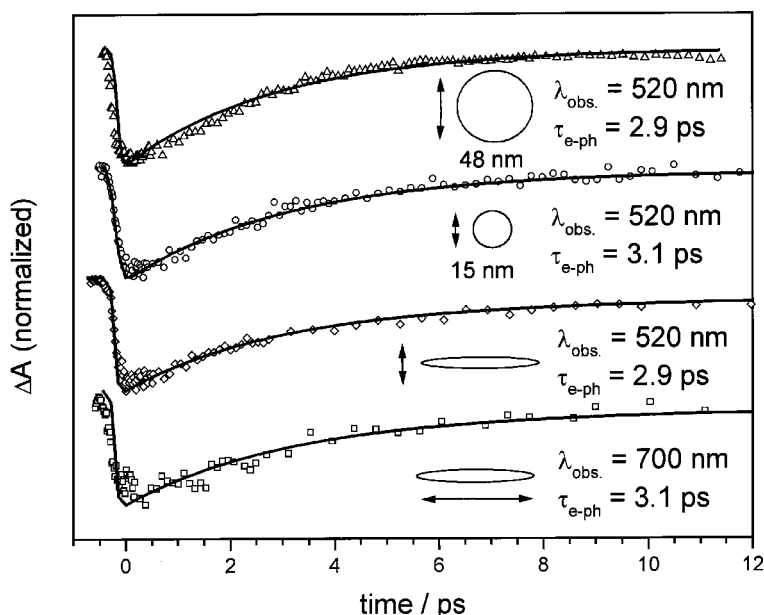 λobs. = 520 nm
τe-ph = 2.9 ps
48 nm
λobs. = 520 nm
τe-ph = 3.1 ps
15 nm
λobs. = 520 nm
τe-ph = 2.9 ps
λobs. = 700 nm
τe-ph = 3.1 ps
ΔA (normalized)
0 2 4 6 8 10 12
time / ps